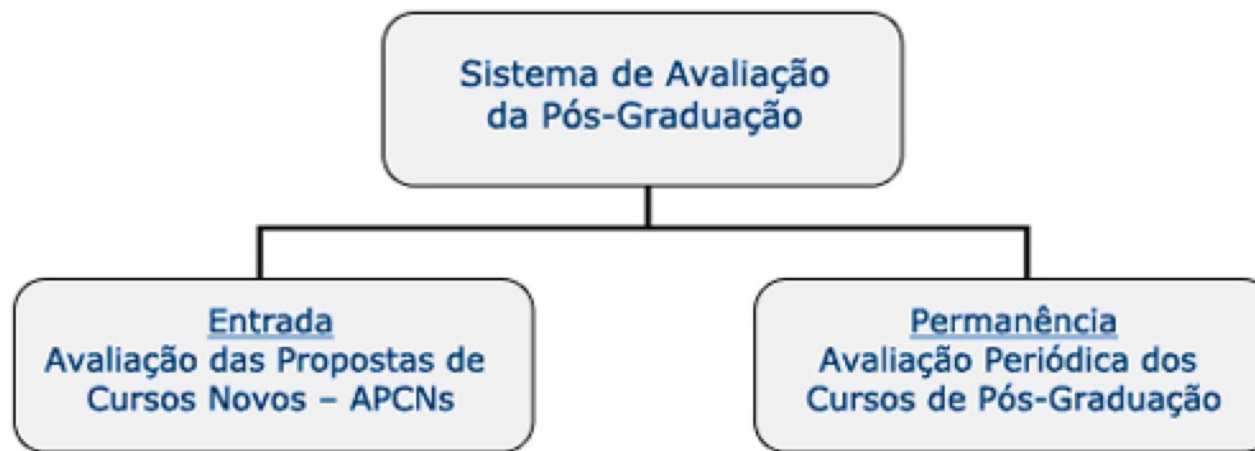 Sistema de Avaliação
da Pós-Graduação
Entrada
Avaliação das Propostas de
Cursos Novos – APCNs
Permanência
Avaliação Periódica dos
Cursos de Pós-Graduação